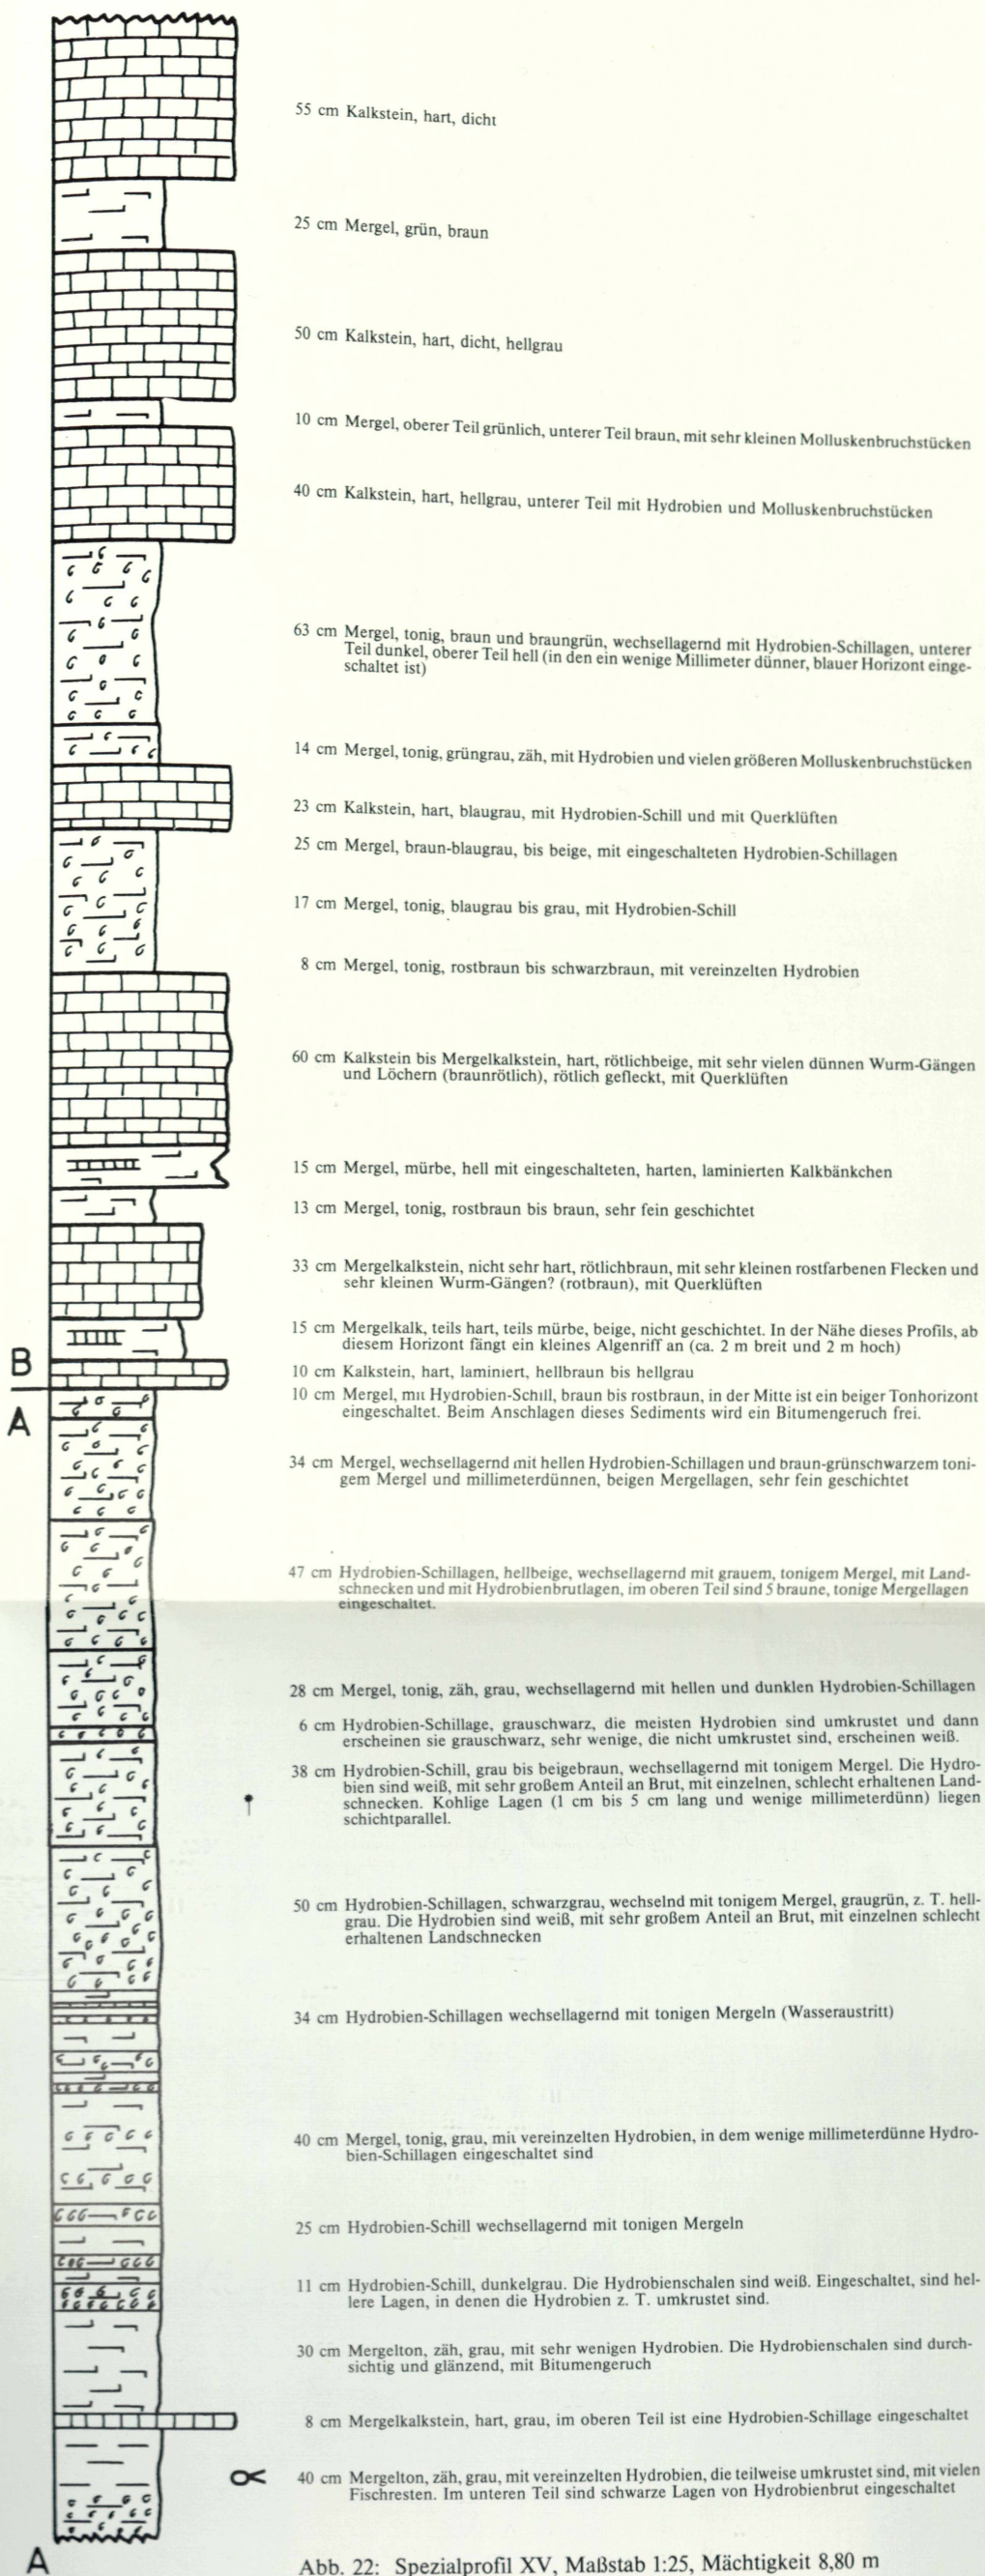 55 cm Kalkstein, hart, dicht
25 cm Mergel, grün, braun
50 cm Kalkstein, hart, dicht, hellgrau
10 cm Mergel, oberer Teil grünlich, unterer Teil braun, mit sehr kleinen Molluskenbruchstücken
40 cm Kalkstein, hart, hellgrau, unterer Teil mit Hydrobien und Molluskenbruchstücken
63 cm Mergel, tonig, braun und braungrün, wechsellagernd mit Hydrobien-Schillagen, unterer
Teil dunkel, oberer Teil hell (in den ein wenige Millimeter dünner, blauer Horizont einge-
schaltet ist)
14 cm Mergel, tonig, grüngrau, zäh, mit Hydrobien und vielen größeren Molluskenbruchstücken
23 cm Kalkstein, hart, blaugrau, mit Hydrobien-Schill und mit Querklüften
25 cm Mergel, braun-blaugrau, bis beige, mit eingeschalteten Hydrobien-Schillagen
17 cm Mergel, tonig, blaugrau bis grau, mit Hydrobien-Schill
8 cm Mergel, tonig, rostbraun bis schwarzbraun, mit vereinzelten Hydrobien
60 cm Kalkstein bis Mergelkalkstein, hart, rötlichbeige, mit sehr vielen dünnen Wurm-Gängen
und Löchern (braunrötlich), rötlich gefleckt, mit Querklüften
15 cm Mergel, mürbe, hell mit eingeschalteten, harten, laminierten Kalkbänkchen
13 cm Mergel, tonig, rostbraun bis braun, sehr fein geschichtet
33 cm Mergelkalkstein, nicht sehr hart, rötlichbraun, mit sehr kleinen rostfarbenen Flecken und
sehr kleinen Wurm-Gängen? (rotbraun), mit Querklüften
15 cm Mergelkalk, teils hart, teils mürbe, beige, nicht geschichtet. In der Nähe dieses Profils, ab
diesem Horizont fängt ein kleines Algenriff an (ca. 2 m breit und 2 m hoch)
B
10 cm Kalkstein, hart, laminiert, hellbraun bis hellgrau
A
10 cm Mergel, mit Hydrobien-Schill, braun bis rostbraun, in der Mitte ist ein beiger Tonhorizont
eingeschaltet. Beim Anschlagen dieses Sediments wird ein Bitumengeruch frei.
34 cm Mergel, wechsellagernd mit hellen Hydrobien-Schillagen und braun-grünschwarzem toni-
gem Mergel und millimeterdünnen, beigen Mergellagen, sehr fein geschichtet
47 cm Hydrobien-Schillagen, hellbeige, wechsellagernd mit grauem, tonigem Mergel, mit Land-
schnecken und mit Hydrobienbrutlagen, im oberen Teil sind 5 braune, tonige Mergellagen
eingeschaltet.
28 cm Mergel, tonig, zäh, grau, wechsellagernd mit hellen und dunklen Hydrobien-Schillagen
6 cm Hydrobien-Schillage, grauschwarz, die meisten Hydrobien sind umkrustet und dann
erscheinen sie grauschwarz, sehr wenige, die nicht umkrustet sind, erscheinen weiß.
38 cm Hydrobien-Schill, grau bis beigebraun, wechsellagernd mit tonigem Mergel. Die Hydro-
bien sind weiß, mit sehr großem Anteil an Brut, mit einzelnen, schlecht erhaltenen Land-
schnecken. Kohlige Lagen (1 cm bis 5 cm lang und wenige millimeterdünn) liegen
schichtparallel.
50 cm Hydrobien-Schillagen, schwarzgrau, wechselnd mit tonigem Mergel, graugrün, z. T. hell-
grau. Die Hydrobien sind weiß, mit sehr großem Anteil an Brut, mit einzelnen schlecht
erhaltenen Landschnecken
34 cm Hydrobien-Schillagen wechsellagernd mit tonigen Mergeln (Wasseraustritt)
40 cm Mergel, tonig, grau, mit vereinzelten Hydrobien, in dem wenige millimeterdünne Hydro-
bien-Schillagen eingeschaltet sind
25 cm Hydrobien-Schill wechsellagernd mit tonigen Mergeln
11 cm Hydrobien-Schill, dunkelgrau. Die Hydrobienschalen sind weiß. Eingeschaltet, sind hel-
lere Lagen, in denen die Hydrobien z. T. umkrustet sind.
30 cm Mergelton, zäh, grau, mit sehr wenigen Hydrobien. Die Hydrobienschalen sind durch-
sichtig und glänzend, mit Bitumengeruch
8 cm Mergelkalkstein, hart, grau, im oberen Teil ist eine Hydrobien-Schillage eingeschaltet
40 cm Mergelton, zäh, grau, mit vereinzelten Hydrobien, die teilweise umkrustet sind, mit vielen
Fischresten. Im unteren Teil sind schwarze Lagen von Hydrobienbrut eingeschaltet
A
Abb. 22: Spezialprofil XV, Maßstab 1:25, Mächtigkeit 8,80 m